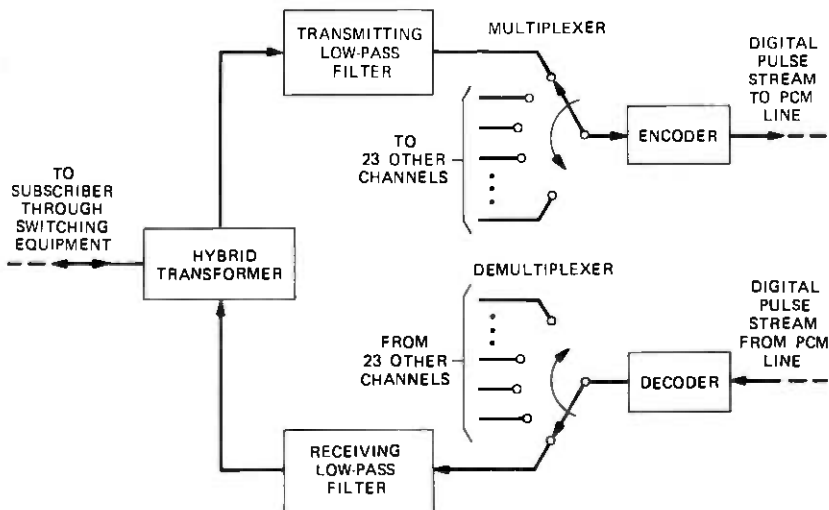 TRANSMITTING
LOW-PASS
FILTER
MULTIPLEXER
DIGITAL
PULSE
STREAM
TO PCM
LINE
TO
23 OTHER
CHANNELS
ENCODER
TO
SUBSCRIBER
THROUGH
SWITCHING
EQUIPMENT
HYBRID
TRANSFORMER
DEMULTIPLEXER
FROM
23 OTHER
CHANNELS
DIGITAL
PULSE
STREAM
FROM PCM
LINE
DECODER
RECEIVING
LOW-PASS
FILTER